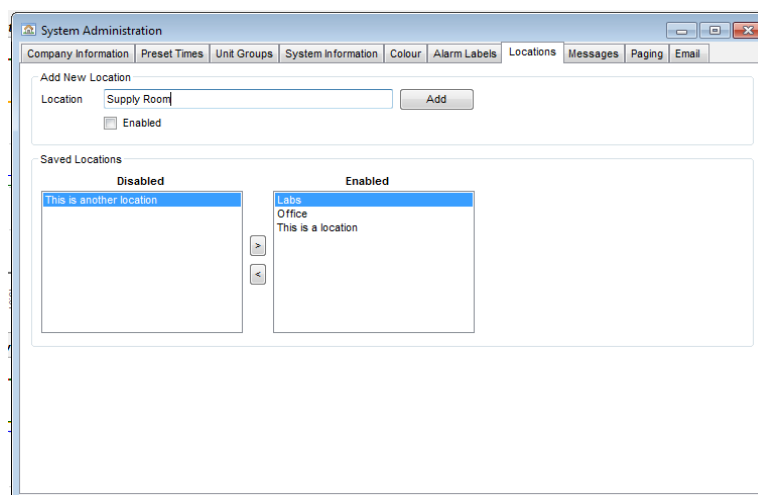 System Administration
Company Information Preset Times Unit Groups System Information Colour Alarm Labels Locations Messages Paging Email
Add New Location
Location Supply Room Add
Enabled
Saved Locations
Disabled Enabled
This is another location Labs
Office
This is a location
>
<